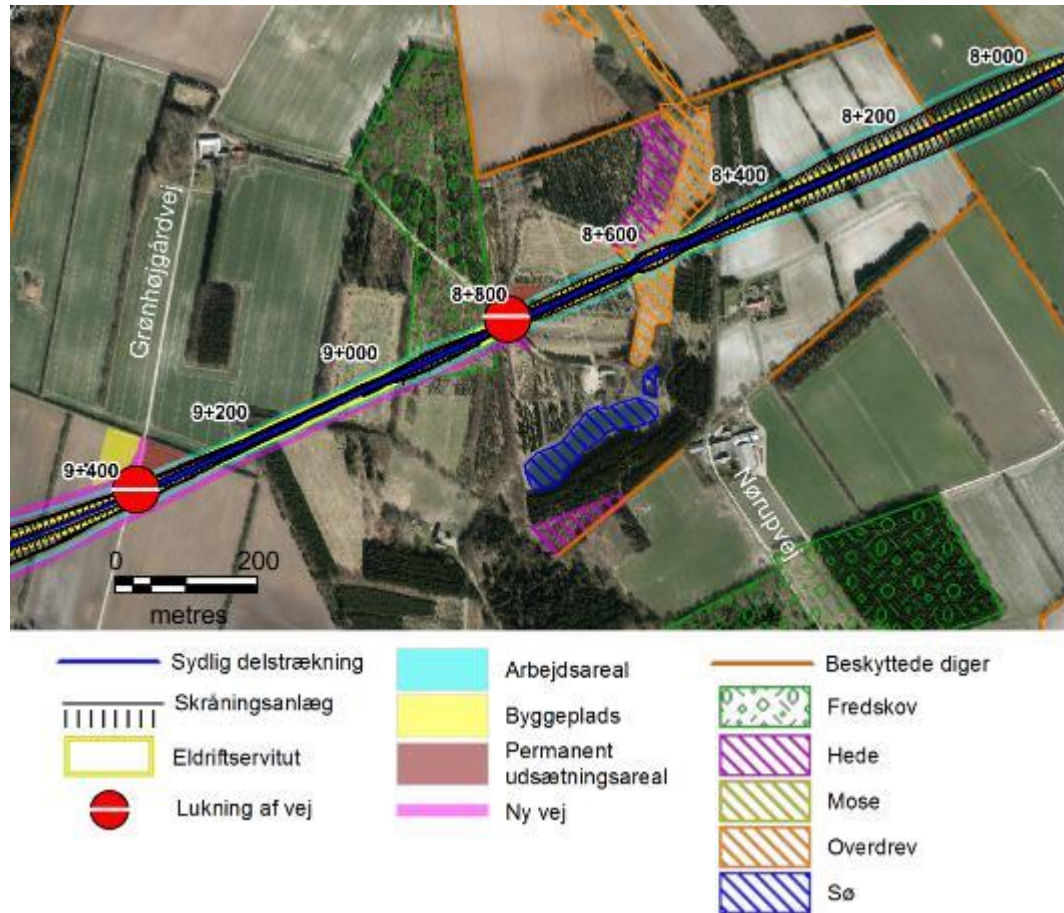 8+000
8+200
8+400
8+600
8+800
9+000
9+200
9+400
Grønhøjgårdvej
Nørupvej
0 200
metres
Sydlig delstrækning
Skråningsanlæg
Eldriftservitut
Lukning af vej
Arbejdsareal
Byggeplads
Permanent
udsætningsareal
Ny vej
Beskyttede diger
Fredskov
Hede
Mose
Overdrev
Sø